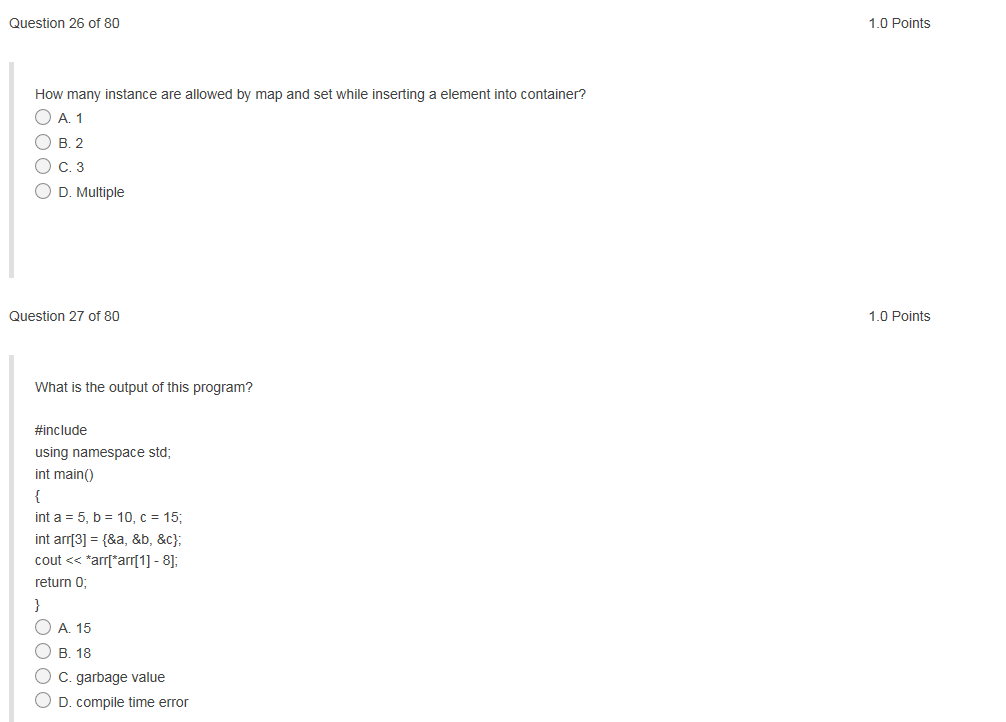 Question 26 of 80
1.0 Points
How many instance are allowed by map and set while inserting a element into container?
A. 1
B. 2
C. 3
D. Multiple
Question 27 of 80
1.0 Points
What is the output of this program?
#include
using namespace std;
int main()
{
int a = 5, b = 10, c = 15;
int arr[3] = {&a, &b, &c};
cout << *arr[*arr[1] - 8];
return 0;
}
A. 15
B. 18
C. garbage value
D. compile time error